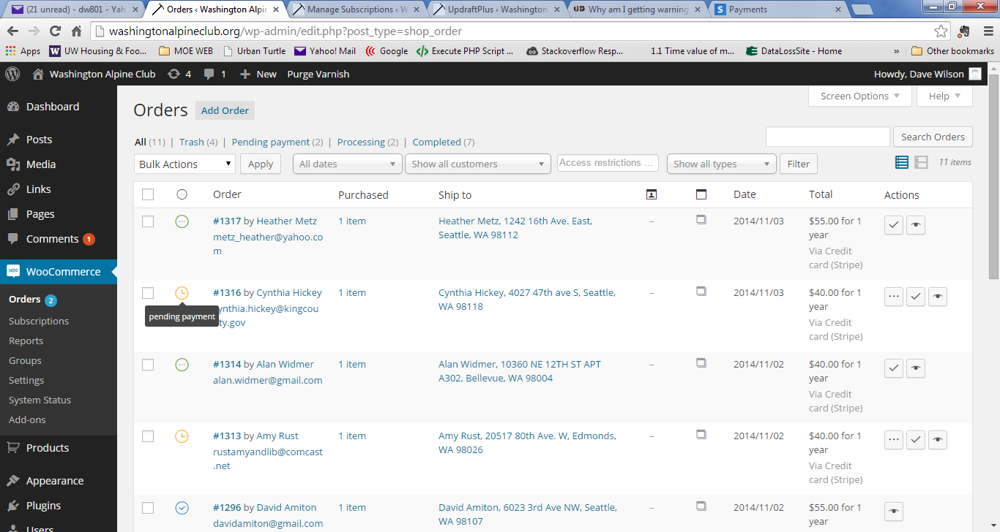 (21 unread) - dw801 - Yah
Orders ‹ Washington Alpin
Manage Subscriptions ‹ W
UpdraftPlus ‹ Washington
Why am I getting warning
Payments
washingtonalpineclub.org/wp-admin/edit.php?post_type=shop_order
Apps
UW Housing & Foo...
MOE WEB
Urban Turtle
Yahoo! Mail
Google
Execute PHP Script ...
Stackoverflow Resp...
1.1 Time value of m...
DataLossSite - Home
»
Other bookmarks
Washington Alpine Club
4
1
New
Purge Varnish
Howdy, Dave Wilson
Screen Options
Help
Dashboard
Posts
Media
Links
Pages
Comments 1
WooCommerce
Orders 2
Subscriptions
Reports
Groups
Settings
System Status
Add-ons
Products
Appearance
Plugins
Users
Orders Add Order
All (11) | Trash (4) | Pending payment (2) | Processing (2) | Completed (7)
Search Orders
Bulk Actions
Apply
All dates
Show all customers
Access restrictions ...
Show all types
Filter
11 items
Order
Purchased
Ship to
Date
Total
Actions
#1317 by Heather Metz
metz_heather@yahoo.co
m
1 item
Heather Metz, 1242 16th Ave. East,
Seattle, WA 98112
–
2014/11/03
$55.00 for 1
year
Via Credit
card (Stripe)
#1316 by Cynthia Hickey
ynthia.hickey@kingcou
ty.gov
pending payment
1 item
Cynthia Hickey, 4027 47th ave S, Seattle,
WA 98118
–
2014/11/03
$40.00 for 1
year
Via Credit
card (Stripe)
#1314 by Alan Widmer
alan.widmer@gmail.com
1 item
Alan Widmer, 10360 NE 12TH ST APT
A302, Bellevue, WA 98004
–
2014/11/02
$40.00 for 1
year
Via Credit
card (Stripe)
#1313 by Amy Rust
rustamyandlib@comcast
.net
1 item
Amy Rust, 20517 80th Ave. W, Edmonds,
WA 98026
–
2014/11/02
$40.00 for 1
year
Via Credit
card (Stripe)
#1296 by David Amiton
davidamiton@gmail.com
1 item
David Amiton, 6023 3rd Ave NW, Seattle,
WA 98107
–
2014/11/02
$55.00 for 1
year